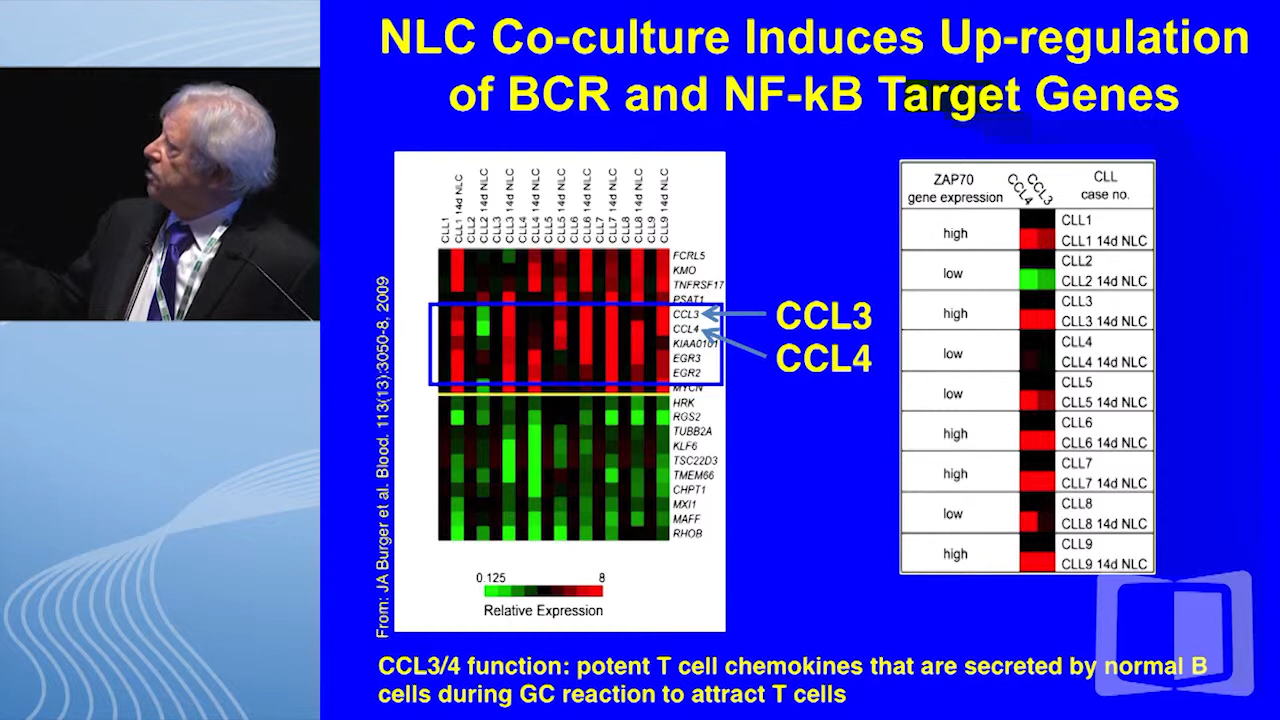 NLC Co-culture Induces Up-regulation
of BCR and NF-kB Target Genes
From: JA Burger et al. Blood. 113(13):3050-8, 2009
CLL1
CLL1 14d NLC
CLL2
CLL2 14d NLC
CLL3
CLL3 14d NLC
CLL4
CLL4 14d NLC
CLL5
CLL5 14d NLC
CLL6
CLL6 14d NLC
CLL7
CLL7 14d NLC
CLL8
CLL8 14d NLC
CLL9
CLL9 14d NLC
FCRL5
KMO
TNFRSF17
PSAT1
CCL3
CCL4
KIAA0101
EGR3
EGR2
MYCN
HRK
RGS2
TUBB2A
KLF6
TSC22D3
TMEM66
CHPT1
MXI1
MAFF
RHOB
0.125 8
Relative Expression
CCL3
CCL4
ZAP70
gene expression
CCL4
CCL3
CLL
case no.
high
CLL1
CLL1 14d NLC
low
CLL2
CLL2 14d NLC
high
CLL3
CLL3 14d NLC
low
CLL4
CLL4 14d NLC
low
CLL5
CLL5 14d NLC
high
CLL6
CLL6 14d NLC
high
CLL7
CLL7 14d NLC
low
CLL8
CLL8 14d NLC
high
CLL9
CLL9 14d NLC
CCL3/4 function: potent T cell chemokines that are secreted by normal B
cells during GC reaction to attract T cells